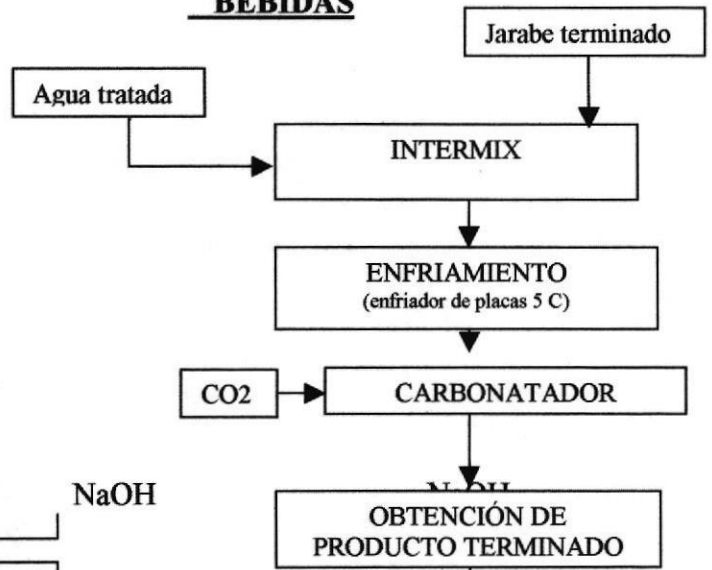 BEBIDAS
Jarabe terminado
Agua tratada
INTERMIX
ENFRIAMIENTO
(enfriador de placas 5 C)
CO2
CARBONATADOR
NaOH
NaOH
OBTENCIÓN DE
PRODUCTO TERMINADO